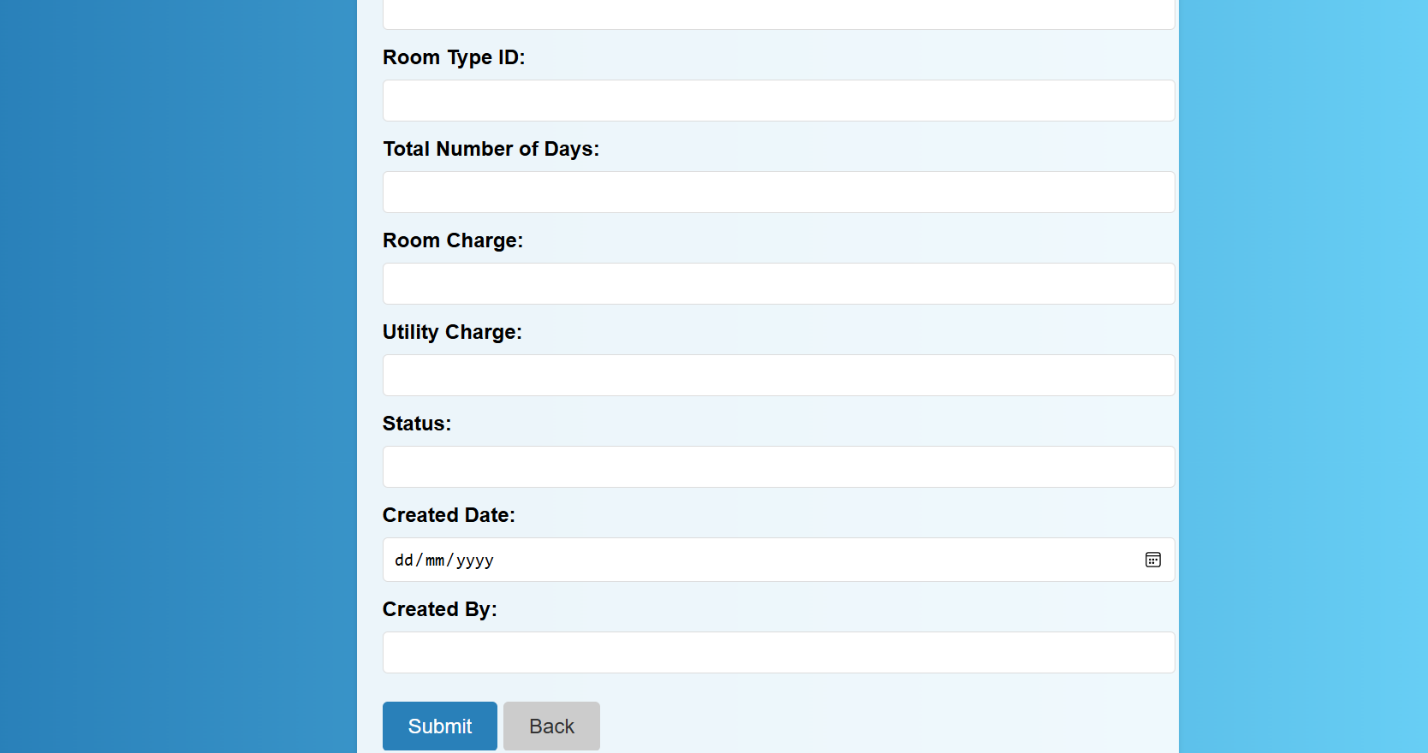 Room Type ID:
Total Number of Days:
Room Charge:
Utility Charge:
Status:
Created Date:
dd/mm/yyyy
Created By:
Submit Back